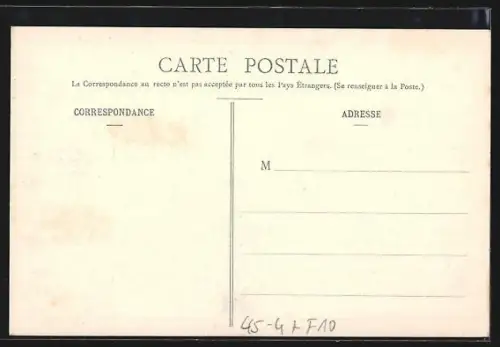 CARTE POSTALE
La Correspondance au recto n'est pas acceptée par tous les Pays Étrangers. (Se renseigner à la Poste.)
CORRESPONDANCE
ADRESSE
M
45-4 F10